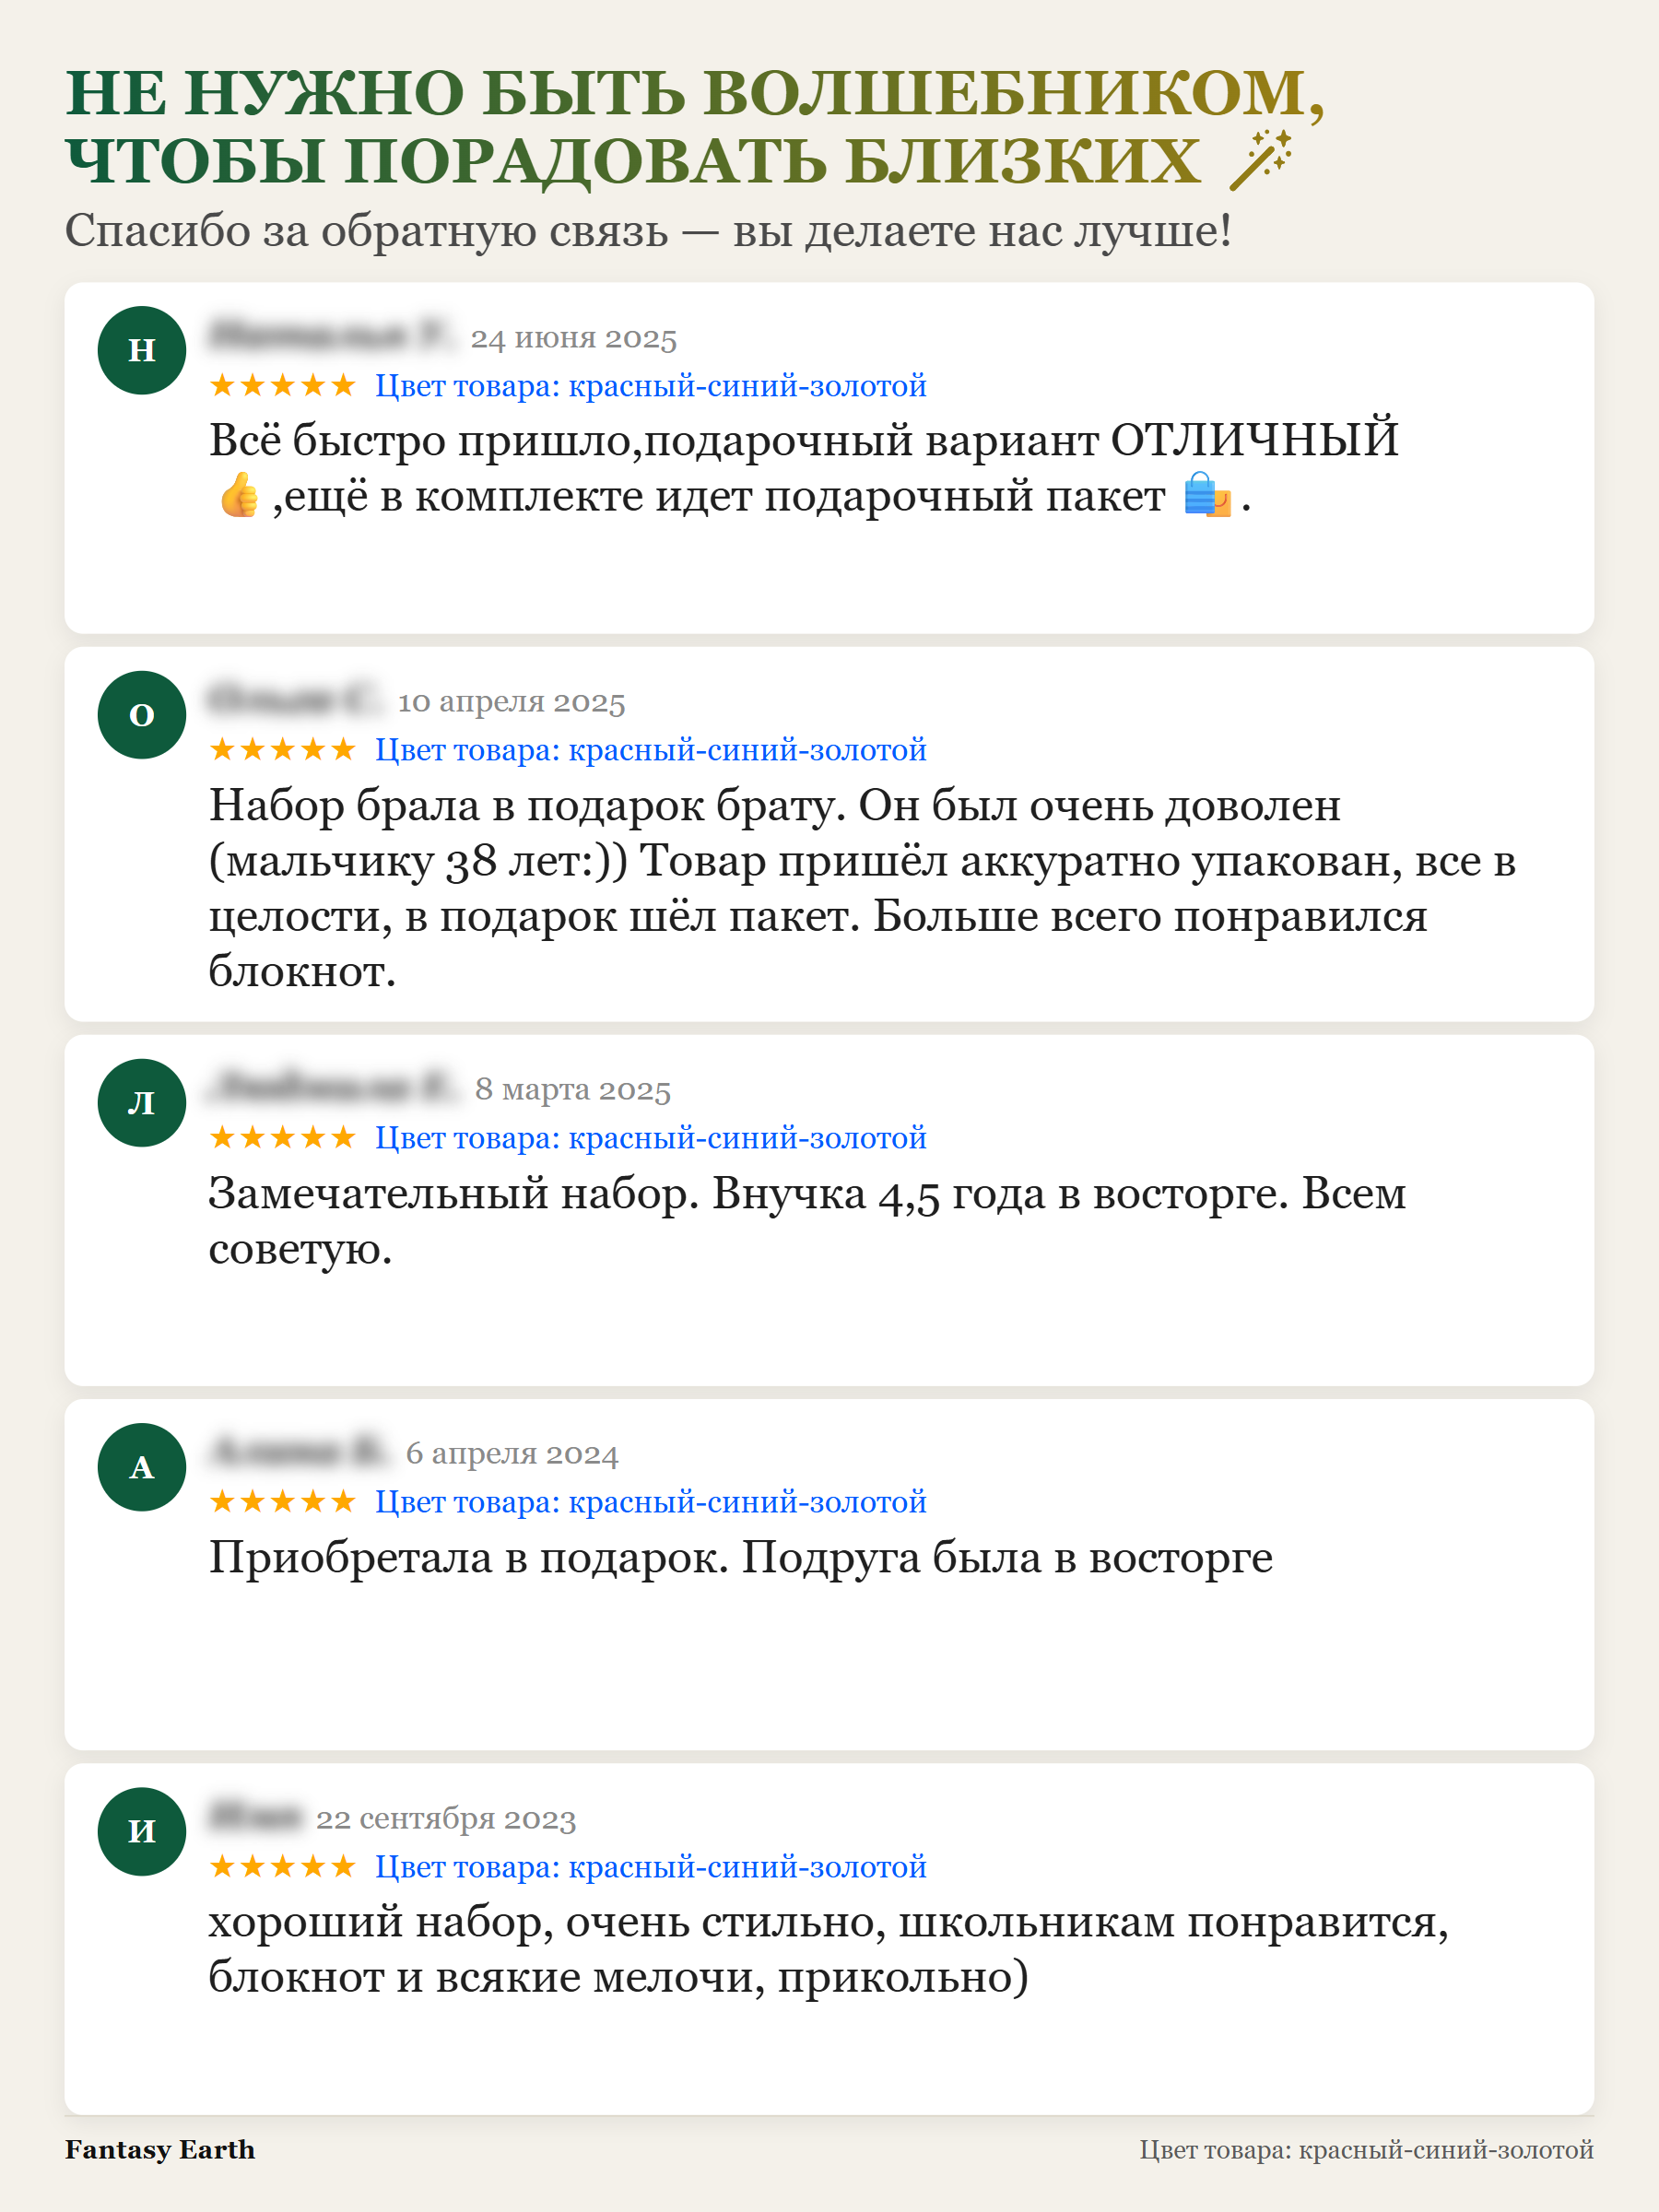 НЕ НУЖНО БЫТЬ ВОЛШЕБНИКОМ,
ЧТОБЫ ПОРАДОВАТЬ БЛИЗКИХ
Спасибо за обратную связь — вы делаете нас лучше!
Н
24 июня 2025
★★★★★ Цвет товара: красный-синий-золотой
Всё быстро пришло,подарочный вариант ОТЛИЧНЫЙ
👍 ,ещё в комплекте идет подарочный пакет 🛍️ .
О
10 апреля 2025
★★★★★ Цвет товара: красный-синий-золотой
Набор брала в подарок брату. Он был очень доволен
(мальчику 38 лет:)) Товар пришёл аккуратно упакован, все в
целости, в подарок шёл пакет. Больше всего понравился
блокнот.
Л
8 марта 2025
★★★★★ Цвет товара: красный-синий-золотой
Замечательный набор. Внучка 4,5 года в восторге. Всем
советую.
А
6 апреля 2024
★★★★★ Цвет товара: красный-синий-золотой
Приобретала в подарок. Подруга была в восторге
И
22 сентября 2023
★★★★★ Цвет товара: красный-синий-золотой
хороший набор, очень стильно, школьникам понравится,
блокнот и всякие мелочи, прикольно)
Fantasy Earth
Цвет товара: красный-синий-золотой